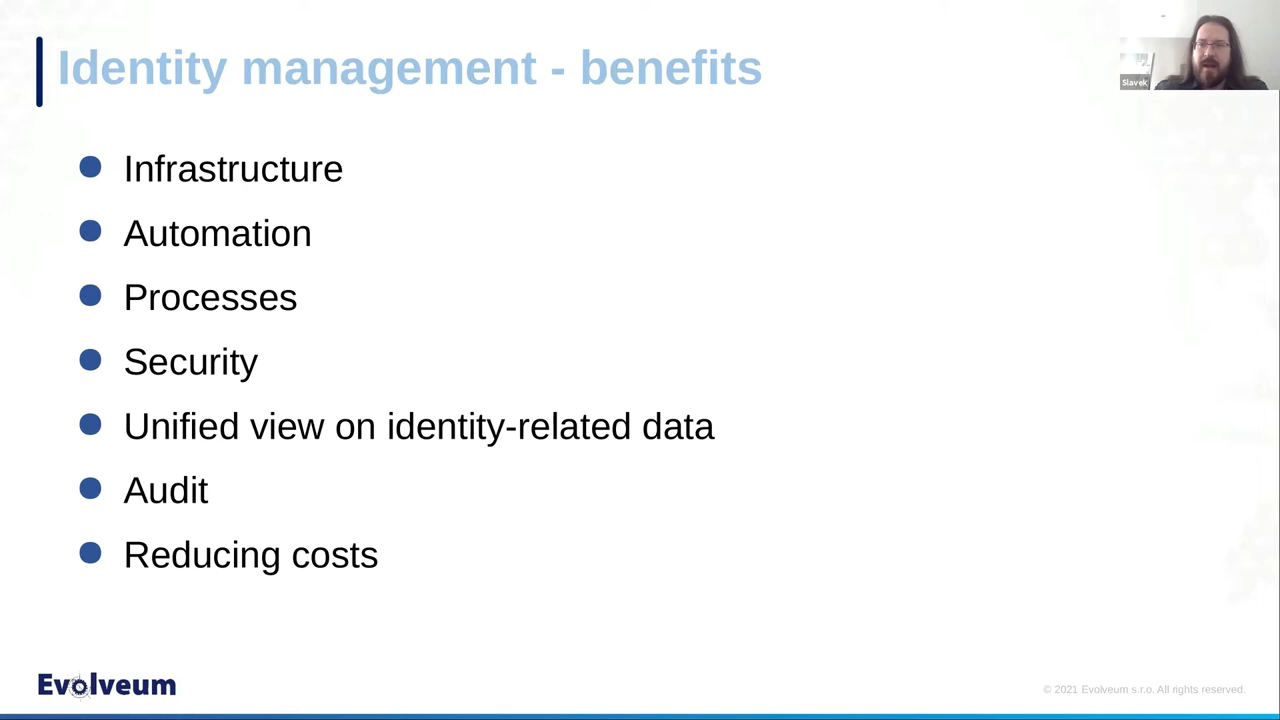 Identity management - benefits
Slavek
Infrastructure
Automation
Processes
Security
Unified view on identity-related data
Audit
Reducing costs
Evolveum
© 2021 Evolveum s.r.o. All rights reserved.